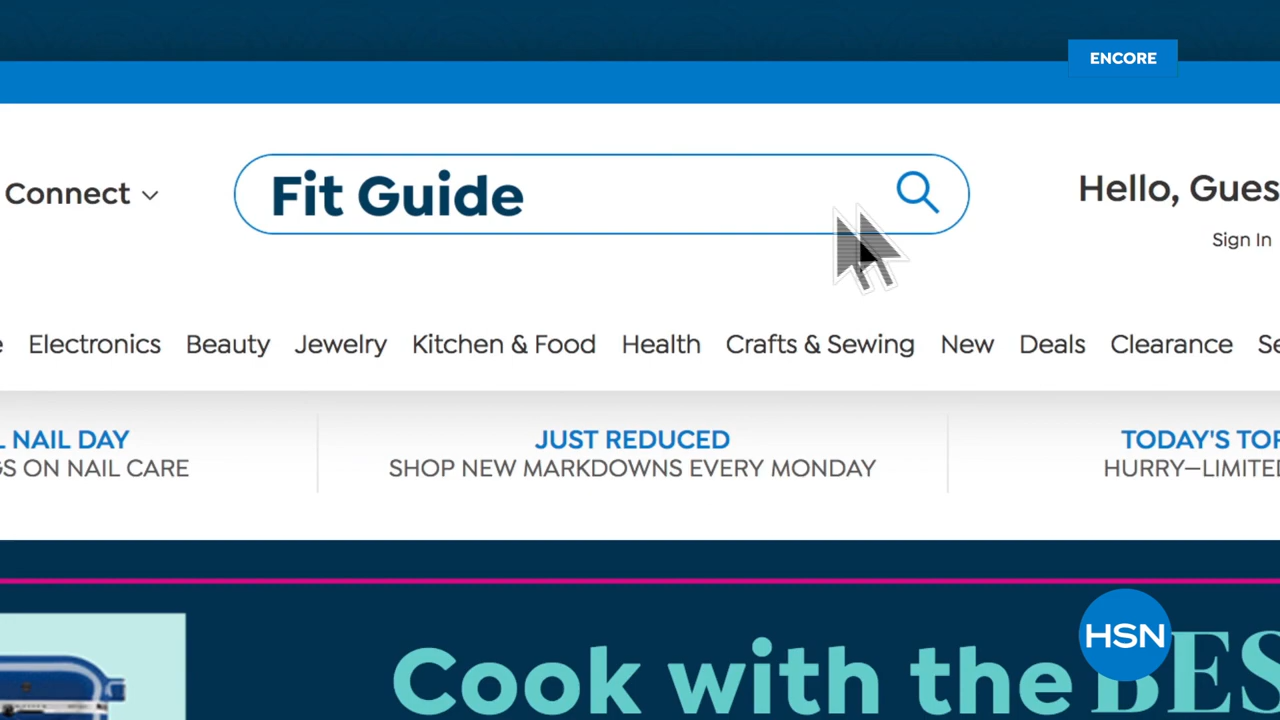 ENCORE
Connect
Fit Guide
Hello, Gues
Sign In
Electronics Beauty Jewelry Kitchen & Food Health Crafts & Sewing New Deals Clearance Se
L NAIL DAY
GS ON NAIL CARE
JUST REDUCED
SHOP NEW MARKDOWNS EVERY MONDAY
TODAY'S TOP
HURRY—LIMITED
Cook with the BES
HSN